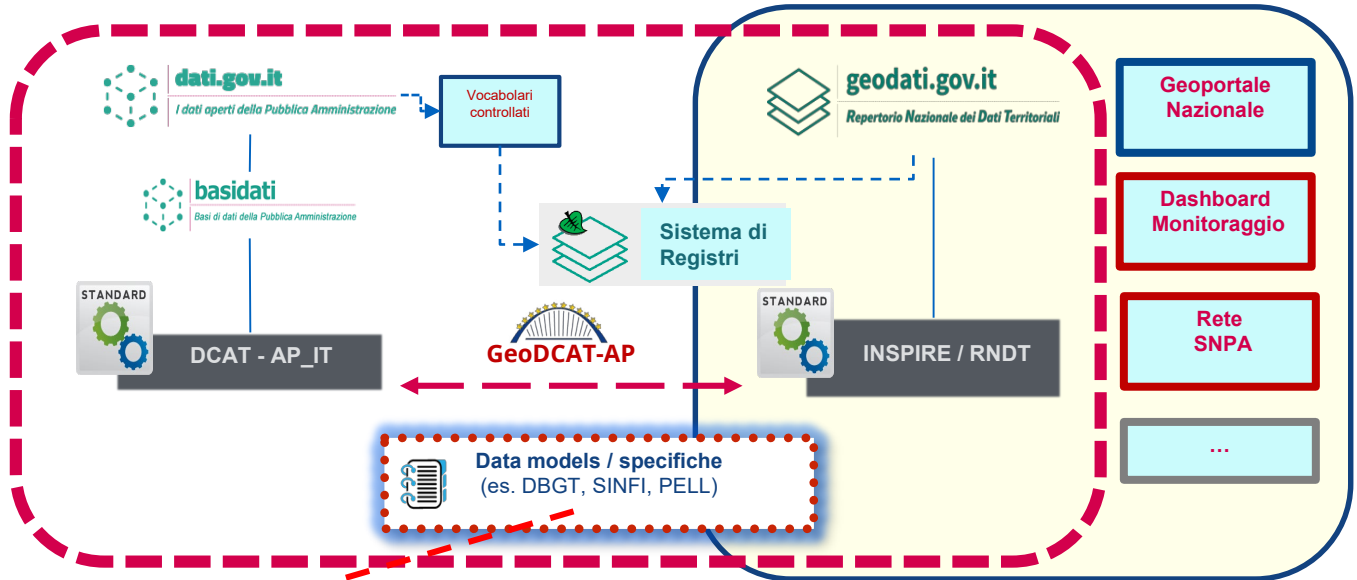 dati.gov.it
I dati aperti della Pubblica Amministrazione
Vocabolari
controllati
geodati.gov.it
Repertorio Nazionale dei Dati Territoriali
Geoportale
Nazionale
basidati
Basi di dati della Pubblica Amministrazione
Dashboard
Monitoraggio
Sistema di
Registri
STANDARD
DCAT - AP_IT
GeoDCAT-AP
STANDARD
INSPIRE / RNDT
Rete
SNPA
Data models / specifiche
(es. DBGT, SINFI, PELL)
…